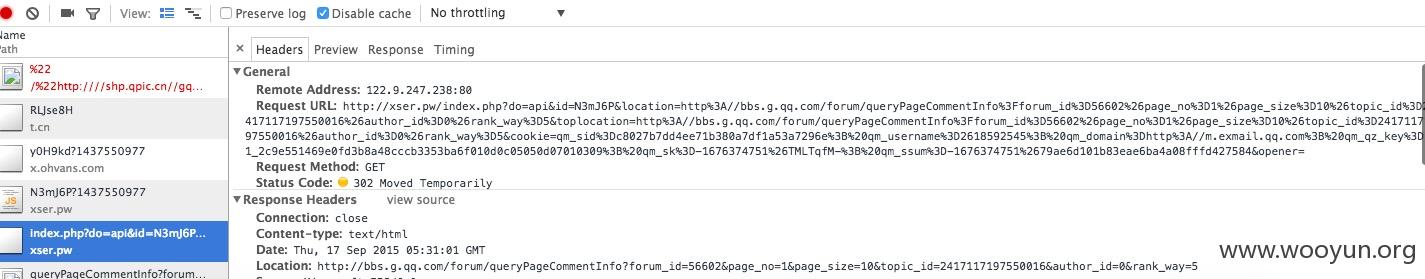 View: Preserve log Disable cache No throttling
Name
Path
× Headers Preview Response Timing
%22
/%22http:////shp.qpic.cn//gq...
RLJse8H
t.cn
y0H9kd?1437550977
x.ohvans.com
N3mJ6P?1437550977
xser.pw
index.php?do=api&id=N3mJ6P...
xser.pw
queryPageCommentInfo?forum...
General
Remote Address: 122.9.247.238:80
Request URL: http://xser.pw/index.php?do=api&id=N3mJ6P&location=http%3A//bbs.g.qq.com/forum/queryPageCommentInfo%3Fforum_id%3D56602%26page_no%3D1%26page_size%3D10%26topic_id%3D
2417117197550016%26author_id%3D0%26rank_way%3D5&toplocation=http%3A//bbs.g.qq.com/forum/queryPageCommentInfo%3Fforum_id%3D56602%26page_no%3D1%26page_size%3D10%26topic_id%3D2417117
197550016%26author_id%3D0%26rank_way%3D5&cookie=qm_sid%3Dc8027b7dd4ee71b380a7df1a53a7296e%3B%20qm_username%3D2618592545%3B%20qm_domain%3Dhttp%3A//m.exmail.qq.com%3B%20qm_qz_key%3D
1_2c9e551469e0fd3b8a48cccb3353ba6f010d0c05050d07010309%3B%20qm_sk%3D-1676374751%26TMLTqfM-%3B%20qm_ssum%3D-1676374751%2679ae6d101b83eae6ba4a08fffd427584&opener=
Request Method: GET
Status Code: 302 Moved Temporarily
Response Headers view source
Connection: close
Content-type: text/html
Date: Thu, 17 Sep 2015 05:31:01 GMT
Location: http://bbs.g.qq.com/forum/queryPageCommentInfo?forum_id=56602&page_no=1&page_size=10&topic_id=2417117197550016&author_id=0&rank_way=5
www.wooyun.org